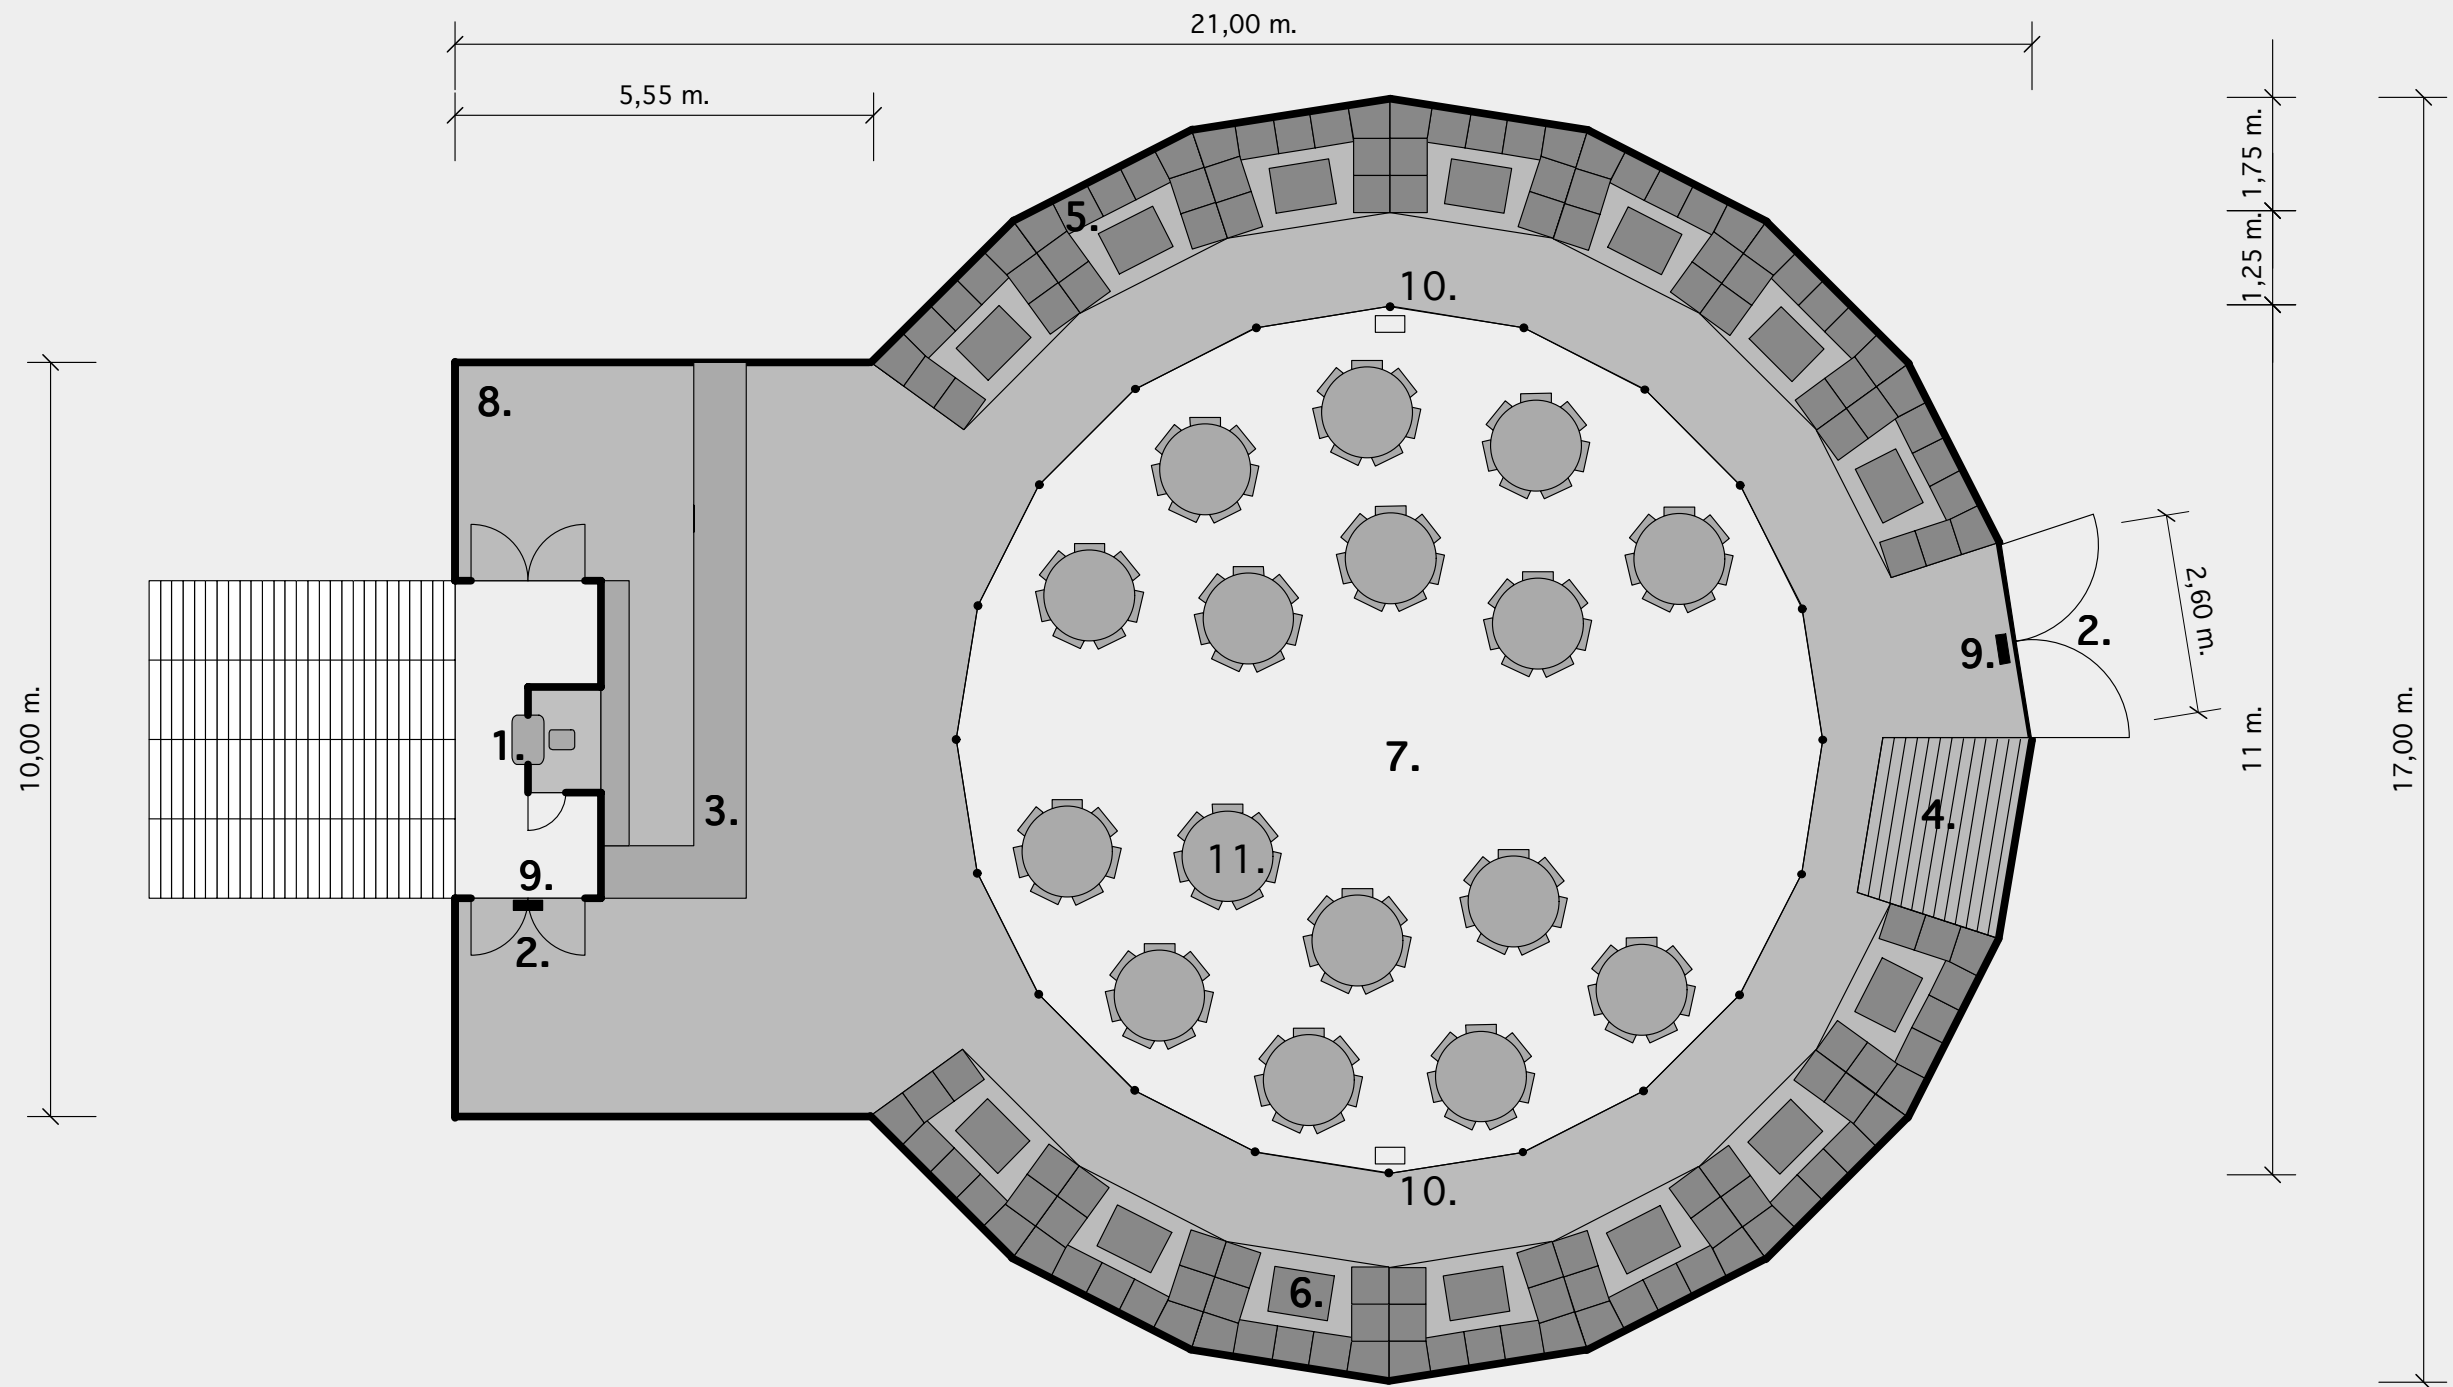 21,00 m.
5,55 m.
1,75 m.
5.
1,25 m.
10.
8.
2,60 m.
2.
9.
10,00 m.
1.
7.
11 m.
17,00 m.
3.
4.
11.
9.
2.
10.
6.